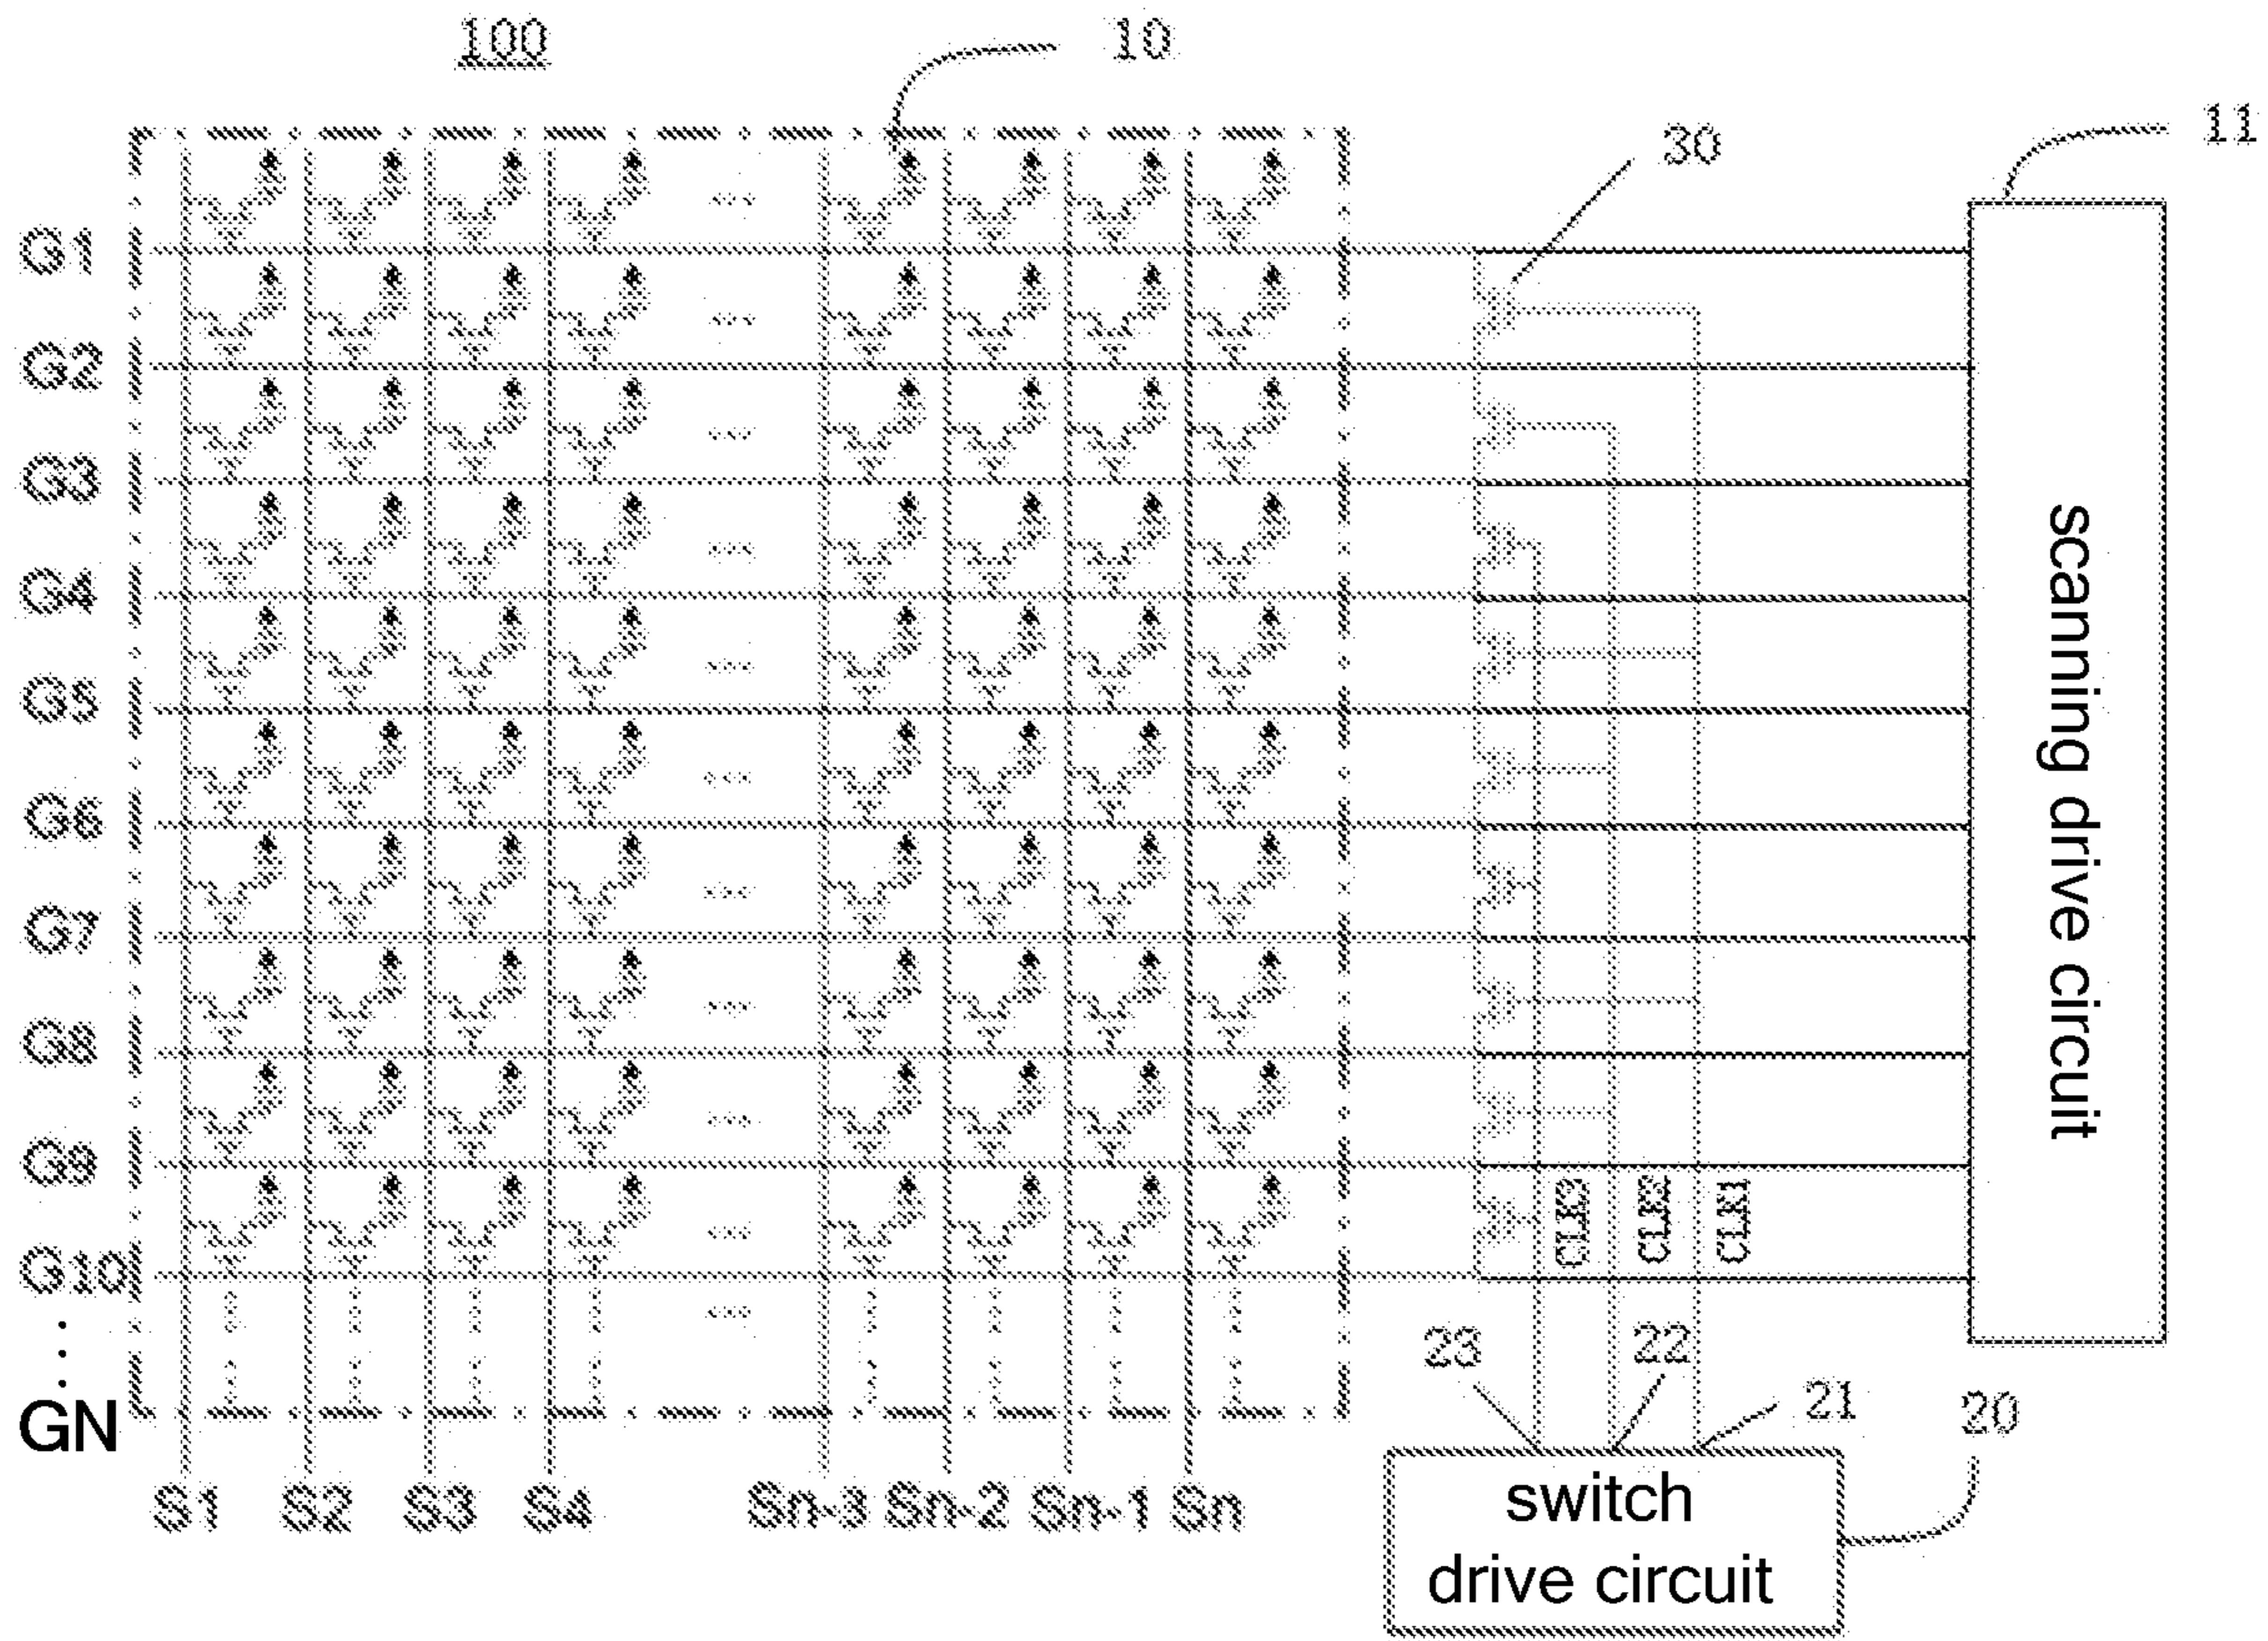 100
10
30
11
G1
G2
G3
G4
G5
G6
G7
G8
G9
G10
GN
scanning drive circuit
CLK3
CLK2
CLK1
23
22
21
20
S1
S2
S3
S4
...
Sn-3
Sn-2
Sn-1
Sn
switch
drive circuit